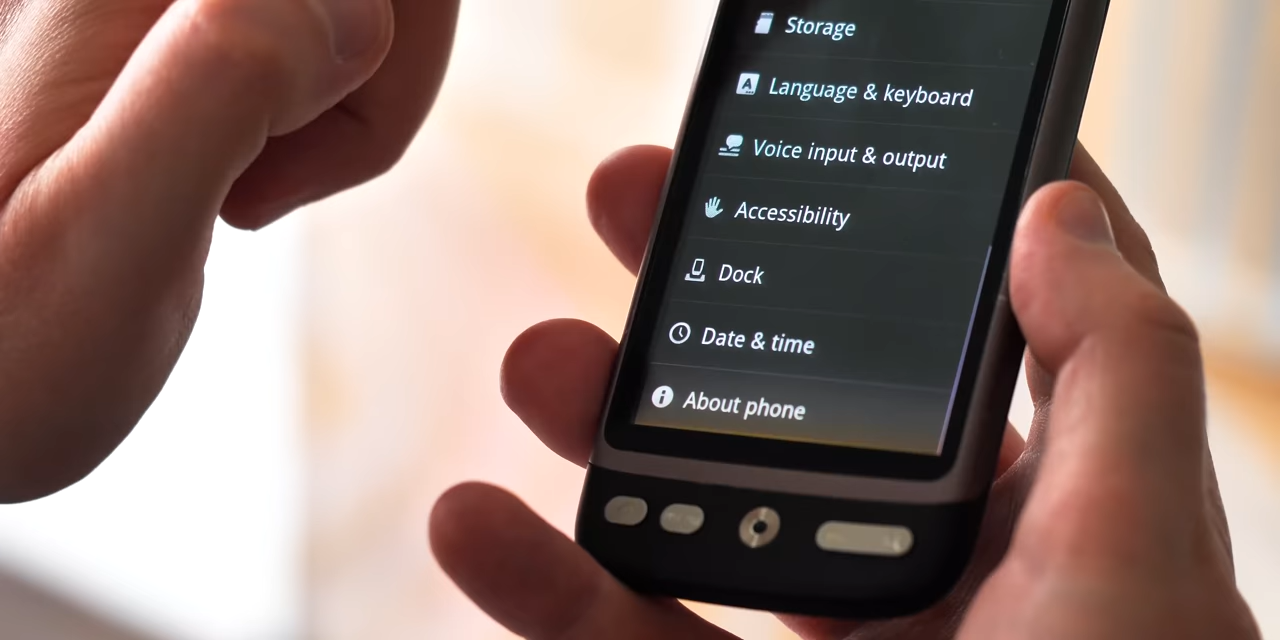 Storage
Language & keyboard
Voice input & output
Accessibility
Dock
Date & time
About phone